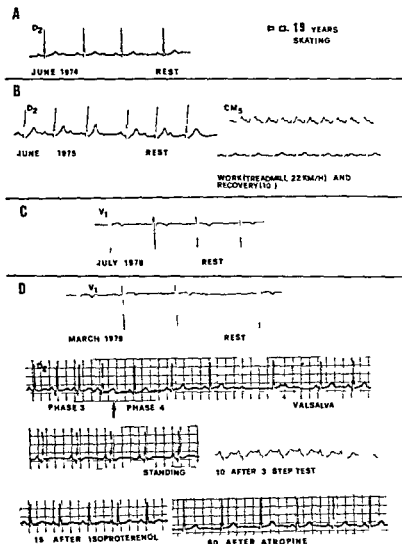 A
D2
19 YEARS
SKATING
JUNE 1974 REST
B
D2
CM5
JUNE 1975 REST
WORK(TREADMILL, 22KM/H) AND
RECOVERY(10 )
C
V1
JULY 1978 REST
D
V1
MARCH 1979 REST
D2
PHASE 3 PHASE 4 VALSALVA
STANDING
10 AFTER 3 STEP TEST
15 AFTER ISOPROTERENOL
60 AFTER ATROPINE